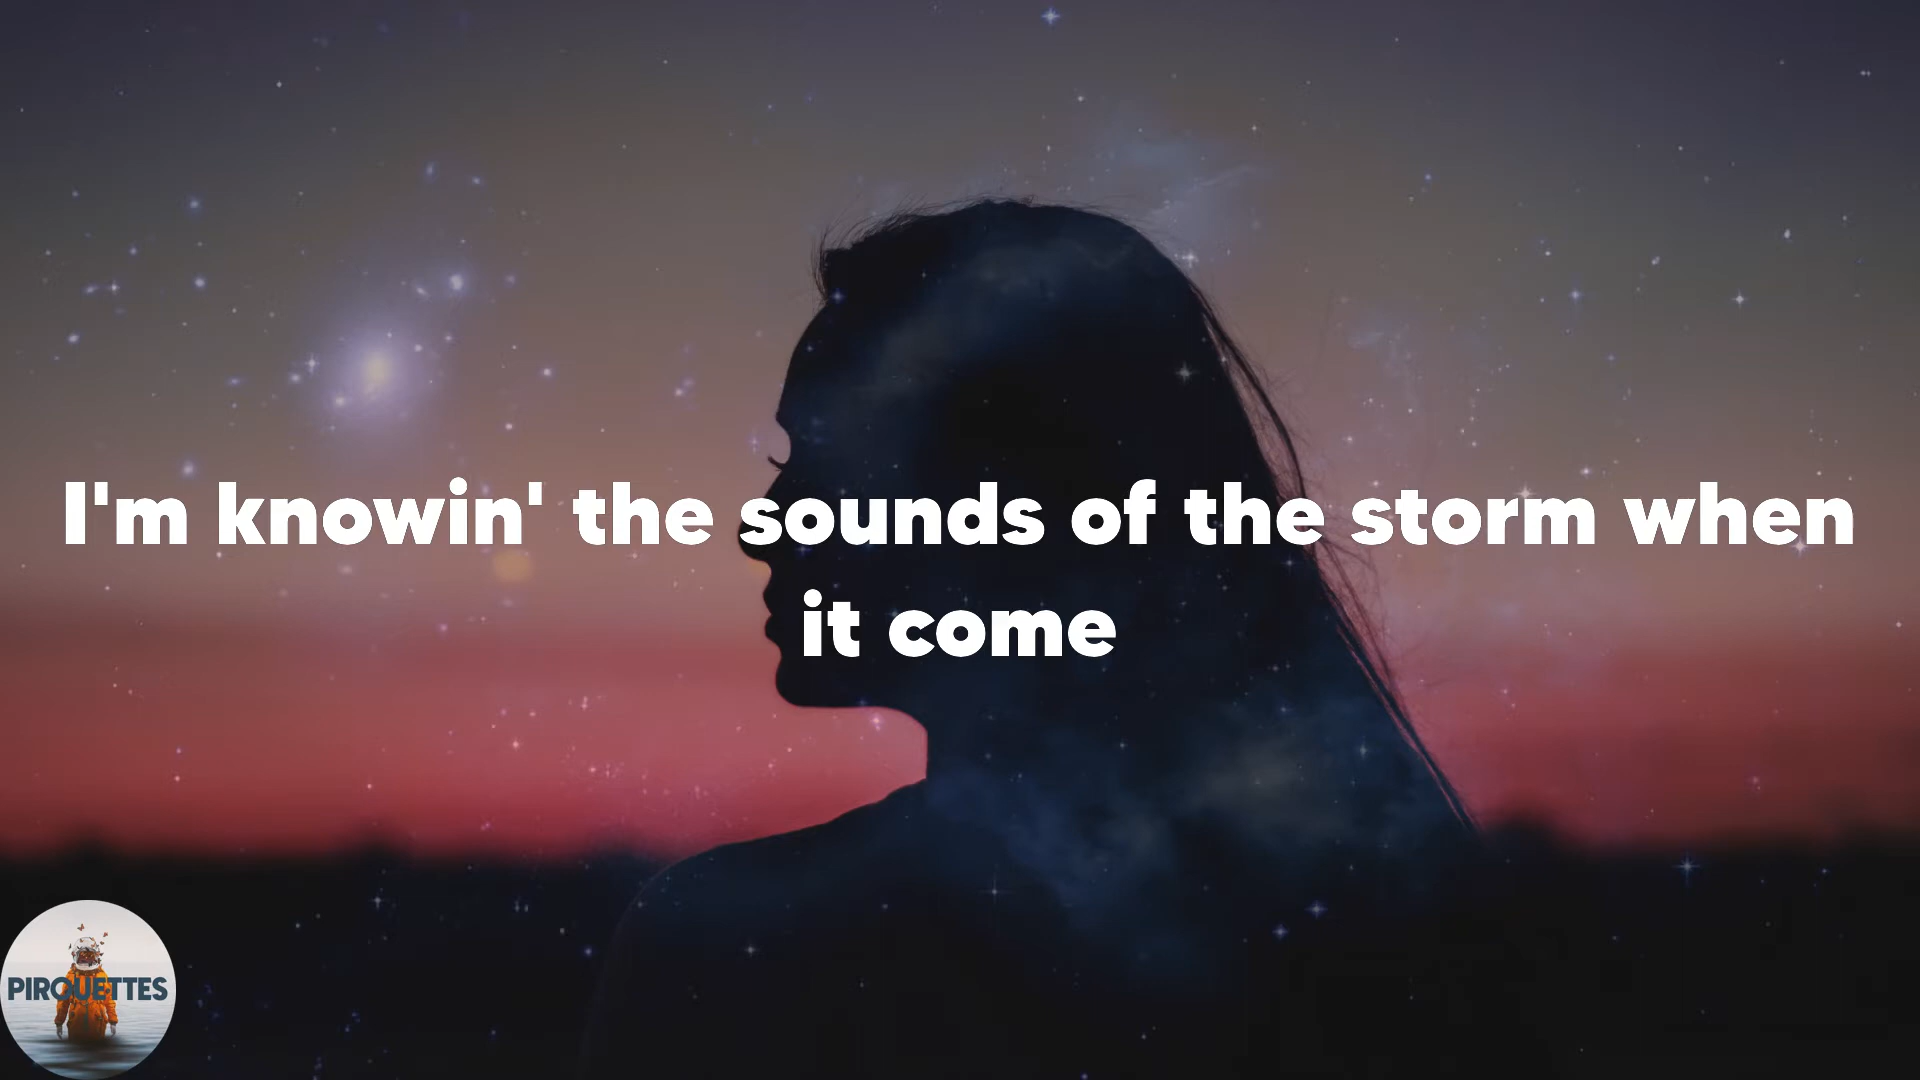 I'm knowin' the sounds of the storm when
it come
PIROUETTES